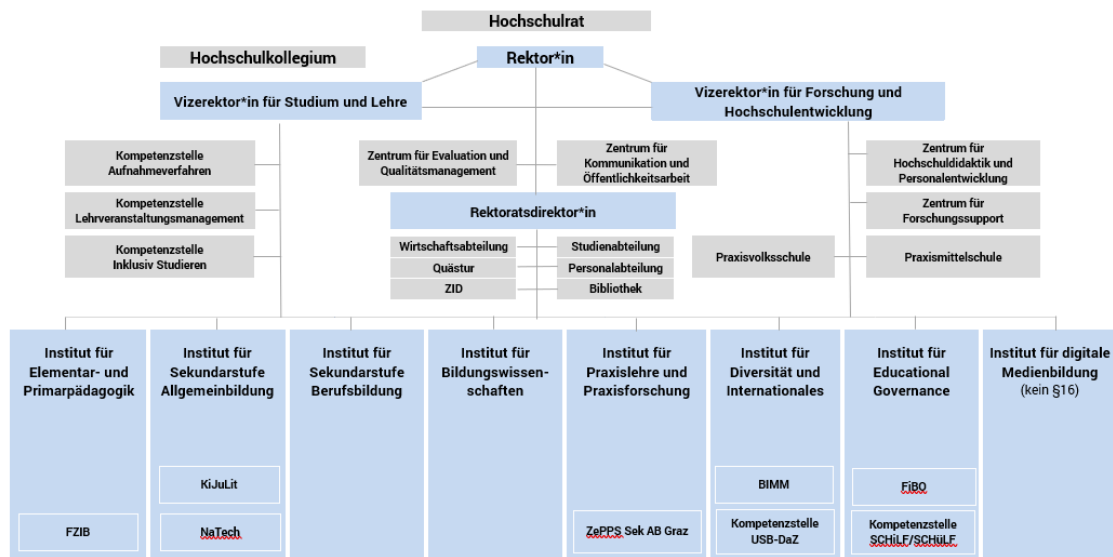 Hochschulrat
Hochschulkollegium
Rektor*in
Vizerektor*in für Studium und Lehre
Vizerektor*in für Forschung und
Hochschulentwicklung
Kompetenzstelle
Aufnahmeverfahren
Kompetenzstelle
Lehrveranstaltungsmanagement
Kompetenzstelle
Inklusiv Studieren
Zentrum für Evaluation und
Qualitätsmanagement
Zentrum für
Kommunikation und
Öffentlichkeitsarbeit
Rektoratsdirektor*in
Wirtschaftsabteilung
Studienabteilung
Quästur
Personalabteilung
ZID
Bibliothek
Zentrum für
Hochschuldidaktik und
Personalentwicklung
Zentrum für
Forschungssupport
Praxisvolksschule
Praxismittelschule
Institut für
Elementar- und
Primarpädagogik
FZIB
Institut für
Sekundarstufe
Allgemeinbildung
KiJuLit
NaTech
Institut für
Sekundarstufe
Berufsbildung
Institut für
Bildungswissen-
schaften
Institut für
Praxislehre und
Praxisforschung
ZePPS Sek AB Graz
Institut für
Diversität und
Internationales
BIMM
Kompetenzstelle
USB-DaZ
Institut für
Educational
Governance
FiBO
Kompetenzstelle
SCHiLF/SCHüLF
Institut für digitale
Medienbildung
(kein §16)